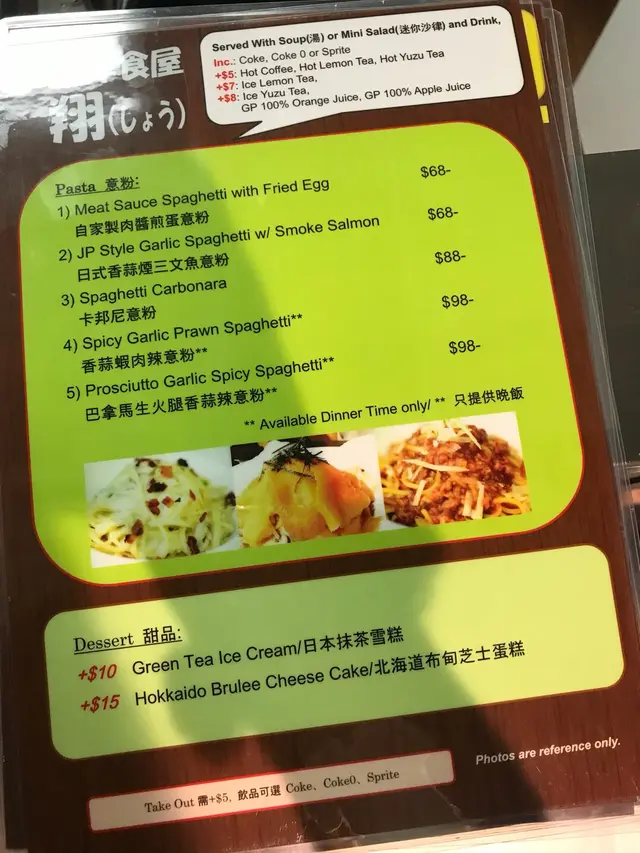 食屋
翔(しょう)
Served With Soup(湯) or Mini Salad(迷你沙律) and Drink,
Inc.: Coke, Coke 0 or Sprite
+$5: Hot Coffee, Hot Lemon Tea, Hot Yuzu Tea
+$7: Ice Lemon Tea,
+$8: Ice Yuzu Tea,
GP 100% Orange Juice, GP 100% Apple Juice
Pasta 意粉:
1) Meat Sauce Spaghetti with Fried Egg $68-
自家製肉醬煎蛋意粉
2) JP Style Garlic Spaghetti w/ Smoke Salmon $68-
日式香蒜煙三文魚意粉
3) Spaghetti Carbonara $88-
卡邦尼意粉
4) Spicy Garlic Prawn Spaghetti** $98-
香蒜蝦肉辣意粉**
5) Prosciutto Garlic Spicy Spaghetti** $98-
巴拿馬生火腿香蒜辣意粉**
** Available Dinner Time only/ ** 只提供晚飯
Dessert 甜品:
+$10 Green Tea Ice Cream/日本抹茶雪糕
+$15 Hokkaido Brulee Cheese Cake/北海道布甸芝士蛋糕
Photos are reference only.
Take Out 需+$5, 飲品可選 Coke、Coke0、Sprite